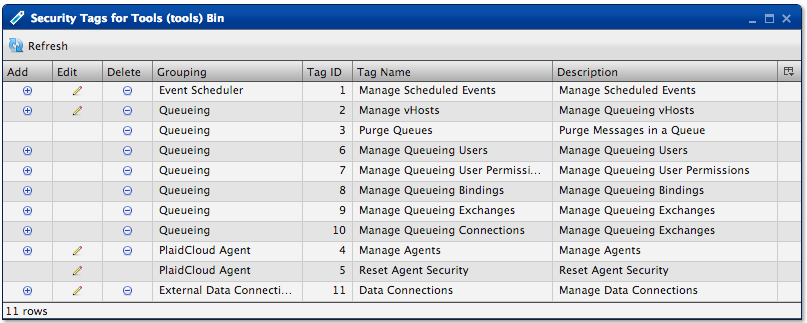 Security Tags for Tools (tools) Bin
Refresh
Add Edit Delete Grouping Tag ID Tag Name Description
Event Scheduler 1 Manage Scheduled Events Manage Scheduled Events
Queueing 2 Manage vHosts Manage Queueing vHosts
Queueing 3 Purge Queues Purge Messages in a Queue
Queueing 6 Manage Queueing Users Manage Queueing Users
Queueing 7 Manage Queueing User Permissi... Manage Queueing User Permissions
Queueing 8 Manage Queueing Bindings Manage Queueing Bindings
Queueing 9 Manage Queueing Exchanges Manage Queueing Exchanges
Queueing 10 Manage Queueing Connections Manage Queueing Exchanges
PlaidCloud Agent 4 Manage Agents Manage Agents
PlaidCloud Agent 5 Reset Agent Security Reset Agent Security
External Data Connecti... 11 Data Connections Manage Data Connections
11 rows